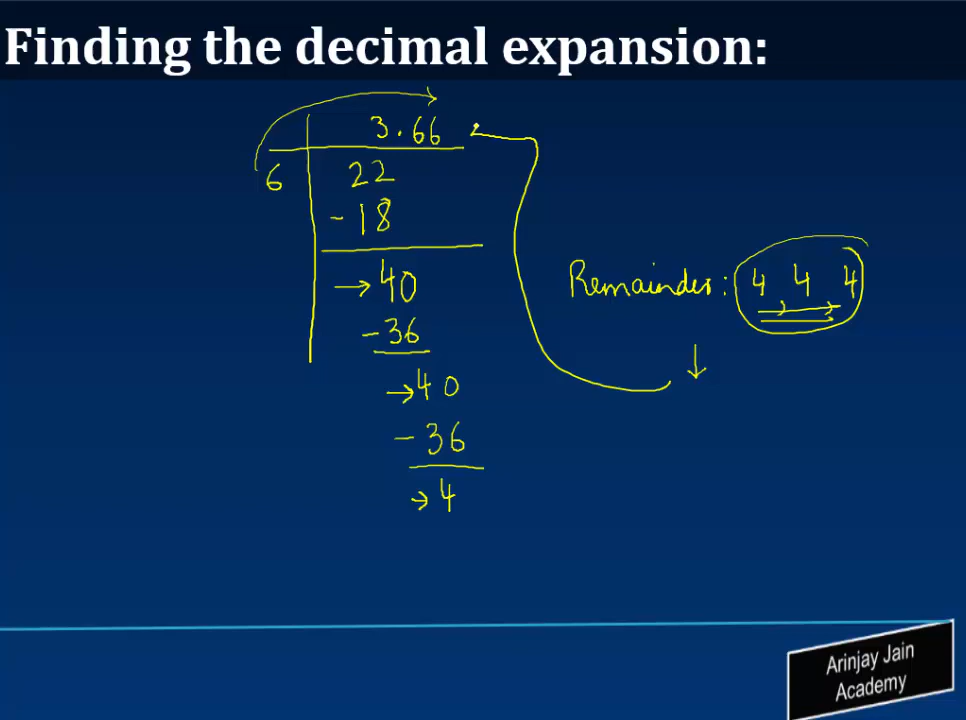 Finding the decimal expansion:
3.66
6 22
-18
→40
Remainder: 4 4 4
-36
→40
-36
→4
Arinjay Jain
Academy